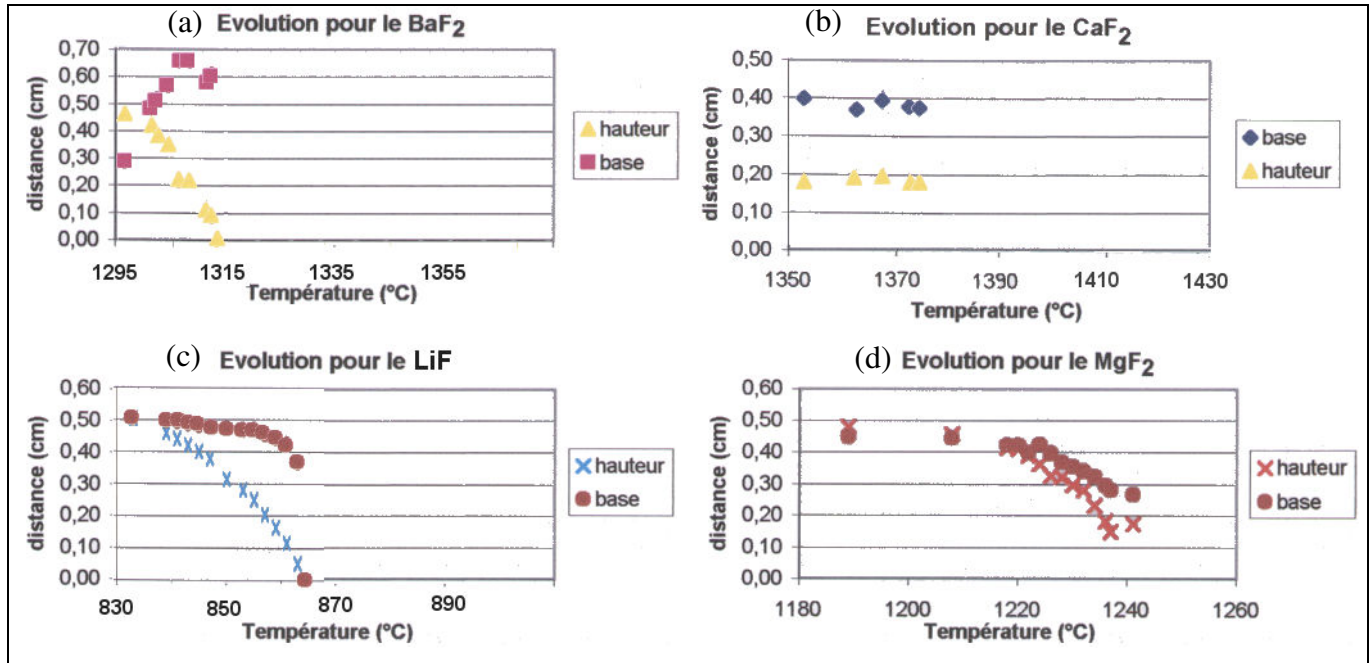 (a) Evolution pour le BaF2
distance (cm)
0,70
0,60
0,50
0,40
0,30
0,20
0,10
0,00
1295 1315 1335 1355
Température (°C)
hauteur
base
(b) Evolution pour le CaF2
distance (cm)
0,50
0,40
0,30
0,20
0,10
0,00
1350 1370 1390 1410 1430
Température (°C)
base
hauteur
(c) Evolution pour le LiF
distance (cm)
0,60
0,50
0,40
0,30
0,20
0,10
0,00
830 850 870 890
Température (°C)
hauteur
base
(d) Evolution pour le MgF2
distance (cm)
0,60
0,50
0,40
0,30
0,20
0,10
0,00
1180 1200 1220 1240 1260
Température (°C)
hauteur
base